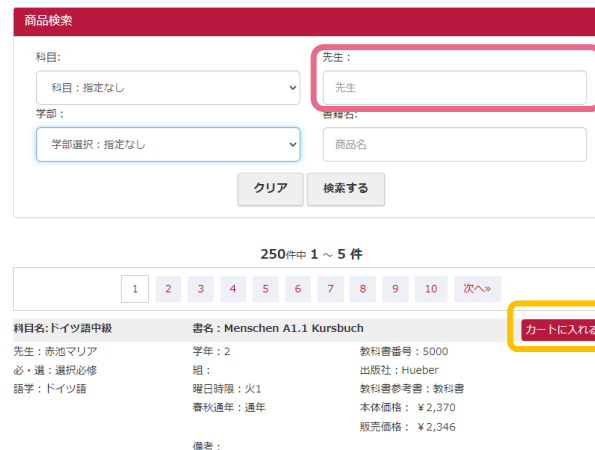 商品検索
科目: 先生：
科目：指定なし 先生
学部： 書籍名:
学部選択：指定なし 商品名
クリア 検索する
250件中 1 ～ 5 件
1 2 3 4 5 6 7 8 9 10 次へ»
科目名:ドイツ語中級 書名：Menschen A1.1 Kursbuch カートに入れる
先生：赤池マリア 学年：2 教科書番号：5000
必・選：選択必修 組： 出版社：Hueber
語学：ドイツ語 曜日時限：火1 教科書参考書：教科書
春秋通年：通年 本体価格： ¥2,370
販売価格： ¥2,346
備考：